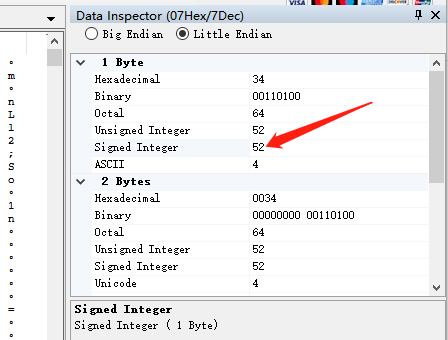 VISA
Data Inspector (07Hex/7Dec)
Big Endian Little Endian
1 Byte
Hexadecimal 34
Binary 00110100
Octal 64
Unsigned Integer 52
Signed Integer 52
ASCII 4
2 Bytes
Hexadecimal 0034
Binary 00000000 00110100
Octal 64
Unsigned Integer 52
Signed Integer 52
Unicode 4
Signed Integer
Signed Integer ( 1 Byte)
°
m
°
n
L
1
2
;
S
o
°
1
n
°
°
°
°
°
=
°